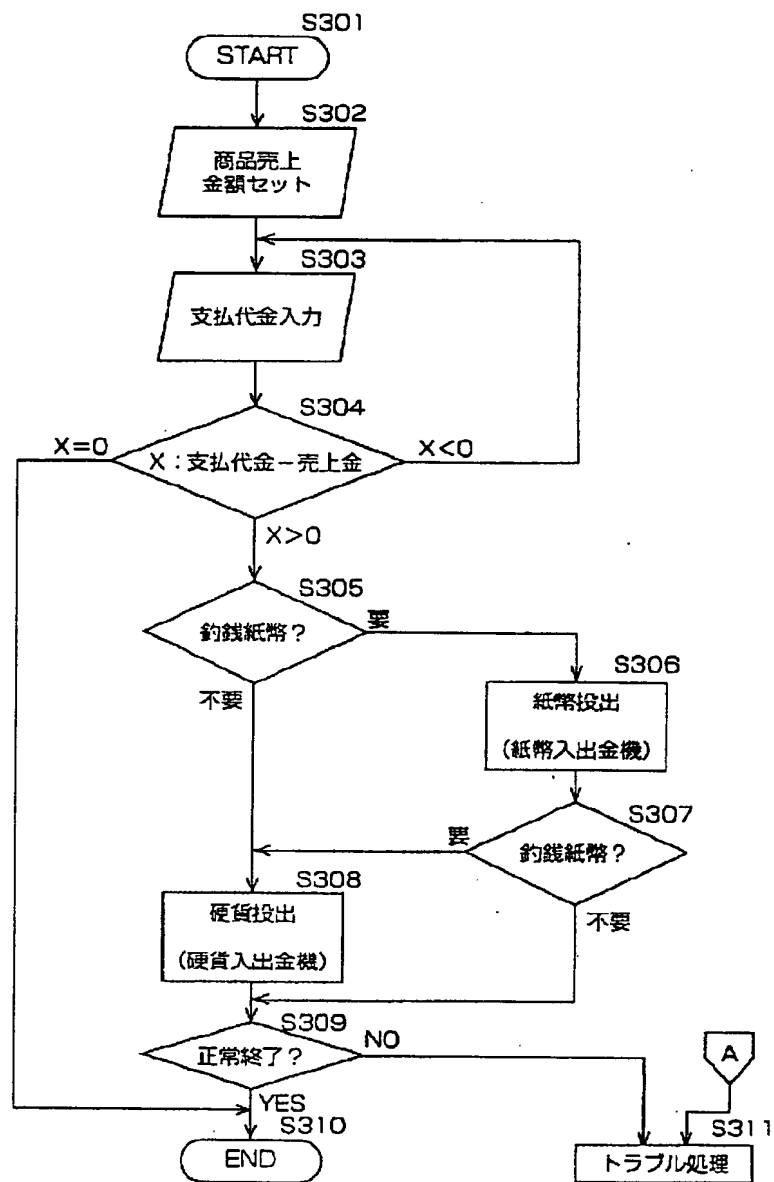 S301
START
S302
商品売上
金額セット
S303
支払代金入力
S304
X=0
X：支払代金－売上金
X<0
X>0
S305
釣銭紙幣？
要
不要
S306
紙幣投出
（紙幣入出金機）
S307
釣銭紙幣？
要
不要
S308
硬貨投出
（硬貨入出金機）
S309
正常終了？
NO
YES
A
S310
END
S311
トラブル処理